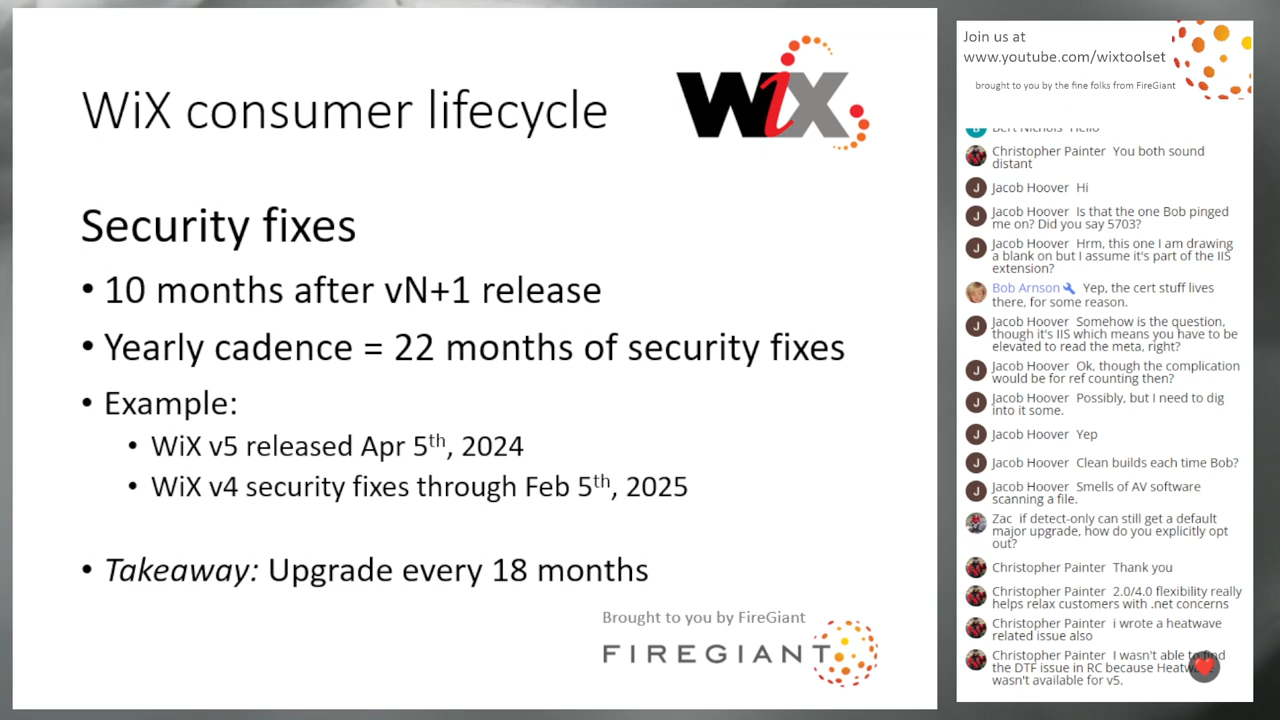 WiX consumer lifecycle
WiX
Security fixes
• 10 months after vN+1 release
• Yearly cadence = 22 months of security fixes
• Example:
• WiX v5 released Apr 5th, 2024
• WiX v4 security fixes through Feb 5th, 2025
• Takeaway: Upgrade every 18 months
Brought to you by FireGiant
FIREGIANT
Join us at
www.youtube.com/wixtoolset
brought to you by the fine folks from FireGiant
Bert Nichols Hello
Christopher Painter You both sound
distant
J Jacob Hoover Hi
J Jacob Hoover Is that the one Bob pinged
me on? Did you say 5703?
J Jacob Hoover Hrm, this one I am drawing
a blank on but I assume it's part of the IIS
extension?
Bob Arnson Yep, the cert stuff lives
there, for some reason.
J Jacob Hoover Somehow is the question,
though it's IIS which means you have to be
elevated to read the meta, right?
J Jacob Hoover Ok, though the complication
would be for ref counting then?
J Jacob Hoover Possibly, but I need to dig
into it some.
J Jacob Hoover Yep
J Jacob Hoover Clean builds each time Bob?
J Jacob Hoover Smells of AV software
scanning a file.
Zac if detect-only can still get a default
major upgrade, how do you explicitly opt
out?
Christopher Painter Thank you
Christopher Painter 2.0/4.0 flexibility really
helps relax customers with .net concerns
Christopher Painter i wrote a heatwave
related issue also
Christopher Painter I wasn't able to find
the DTF issue in RC because Heatwave
wasn't available for v5.